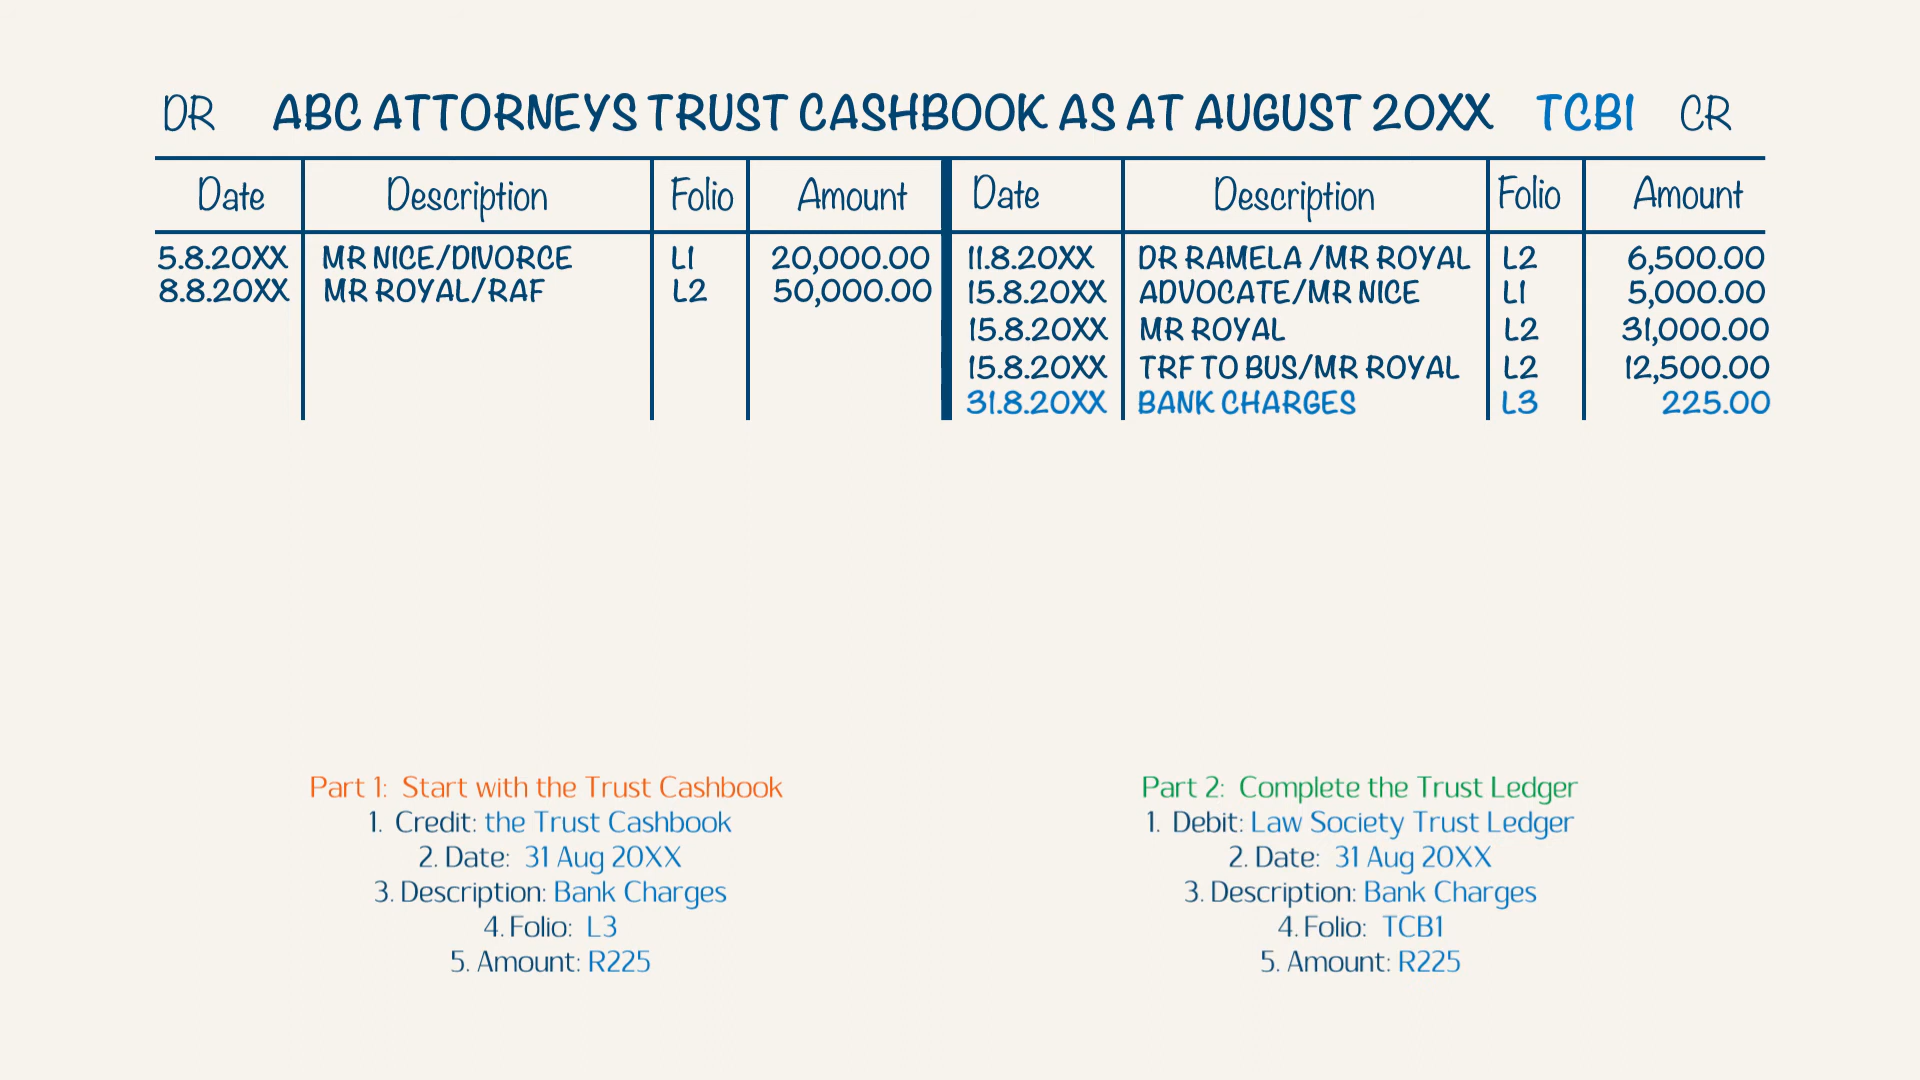 DR ABC ATTORNEYS TRUST CASHBOOK AS AT AUGUST 20XX TCB1 CR
Date Description Folio Amount Date Description Folio Amount
5.8.20XX MR NICE/DIVORCE L1 20,000.00 11.8.20XX DR RAMELA /MR ROYAL L2 6,500.00
8.8.20XX MR ROYAL/RAF L2 50,000.00 15.8.20XX ADVOCATE/MR NICE L1 5,000.00
15.8.20XX MR ROYAL L2 31,000.00
15.8.20XX TRF TO BUS/MR ROYAL L2 12,500.00
31.8.20XX BANK CHARGES L3 225.00
Part 1: Start with the Trust Cashbook
1. Credit: the Trust Cashbook
2. Date: 31 Aug 20XX
3. Description: Bank Charges
4. Folio: L3
5. Amount: R225
Part 2: Complete the Trust Ledger
1. Debit: Law Society Trust Ledger
2. Date: 31 Aug 20XX
3. Description: Bank Charges
4. Folio: TCB1
5. Amount: R225